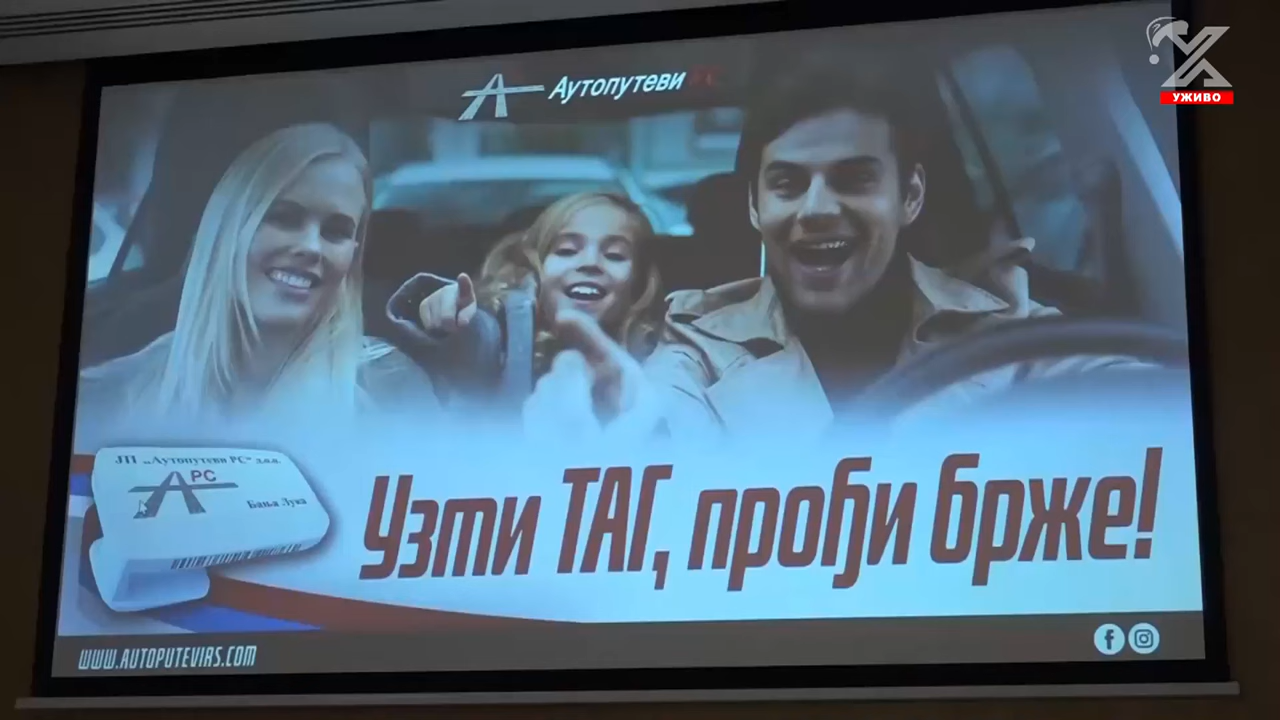 Аутопутеви РС
УЖИВО
ЈП „Аутопутеви РС“ д.о.о.
РС
Бања Лука
Узми ТАГ, прођи брже!
WWW.AUTOPUTEVIRS.COM